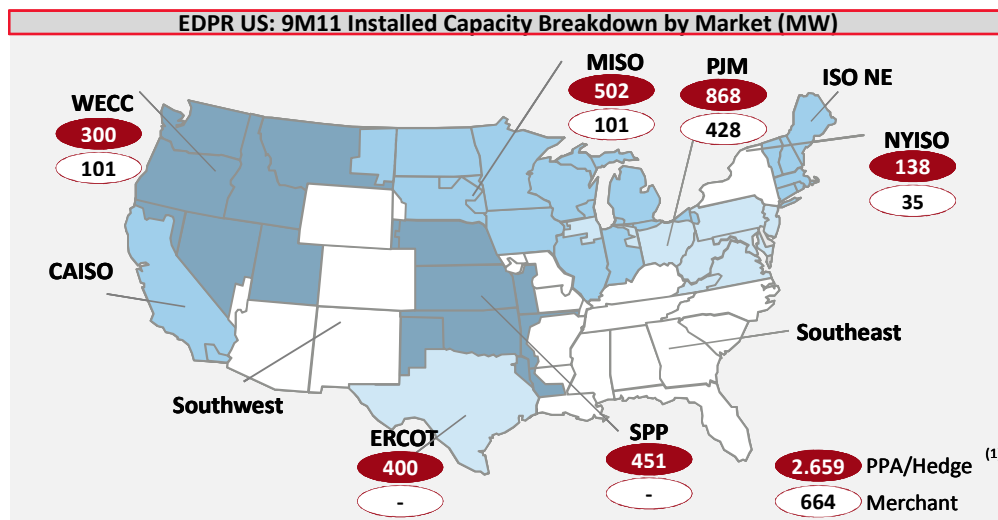 EDPR US: 9M11 Installed Capacity Breakdown by Market (MW)
MISO
502
101
PJM
868
428
ISO NE
WECC
300
101
NYISO
138
35
CAISO
Southeast
Southwest
ERCOT
400
-
SPP
451
-
2.659 PPA/Hedge (1
664 Merchant